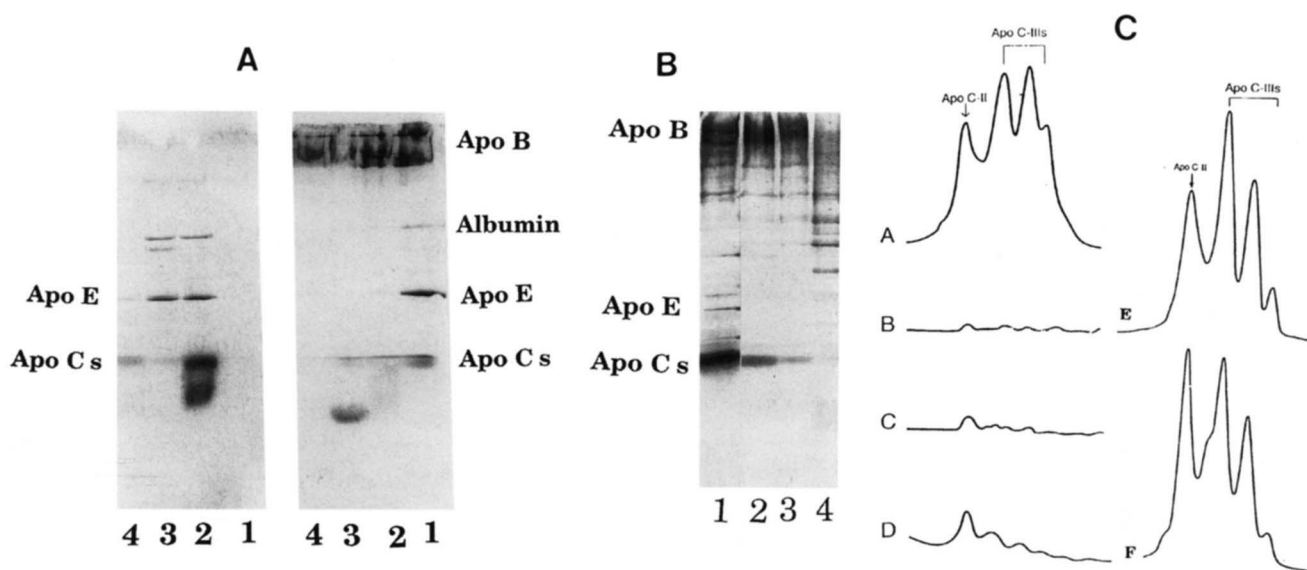 A
Apo E
Apo C s
4 3 2 1
Apo B
Albumin
Apo E
Apo C s
4 3 2 1
B
Apo B
Apo E
Apo C s
1 2 3 4
C
Apo C-IIIs
Apo C-II
A
B
C
D
Apo C-IIIs
Apo C II
E
F